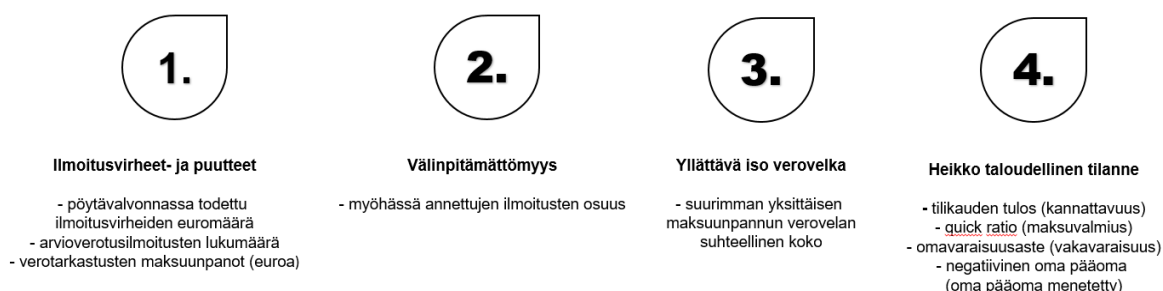 1.
Ilmoitusvirheet- ja puutteet
- pöytävalvonnassa todettu
ilmoitusvirheiden euromäärä
- arvioverotusilmoitusten lukumäärä
- verotarkastusten maksuunpanot (euroa)
2.
Välinpitämättömyys
- myöhässä annettujen ilmoitusten osuus
3.
Yllättävä iso verovelka
- suurimman yksittäisen
maksuunpannun verovelan
suhteellinen koko
4.
Heikko taloudellinen tilanne
- tilikauden tulos (kannattavuus)
- quick ratio (maksuvalmius)
- omavaraisuusaste (vakavaraisuus)
- negatiivinen oma pääoma
(oma pääoma menetetty)